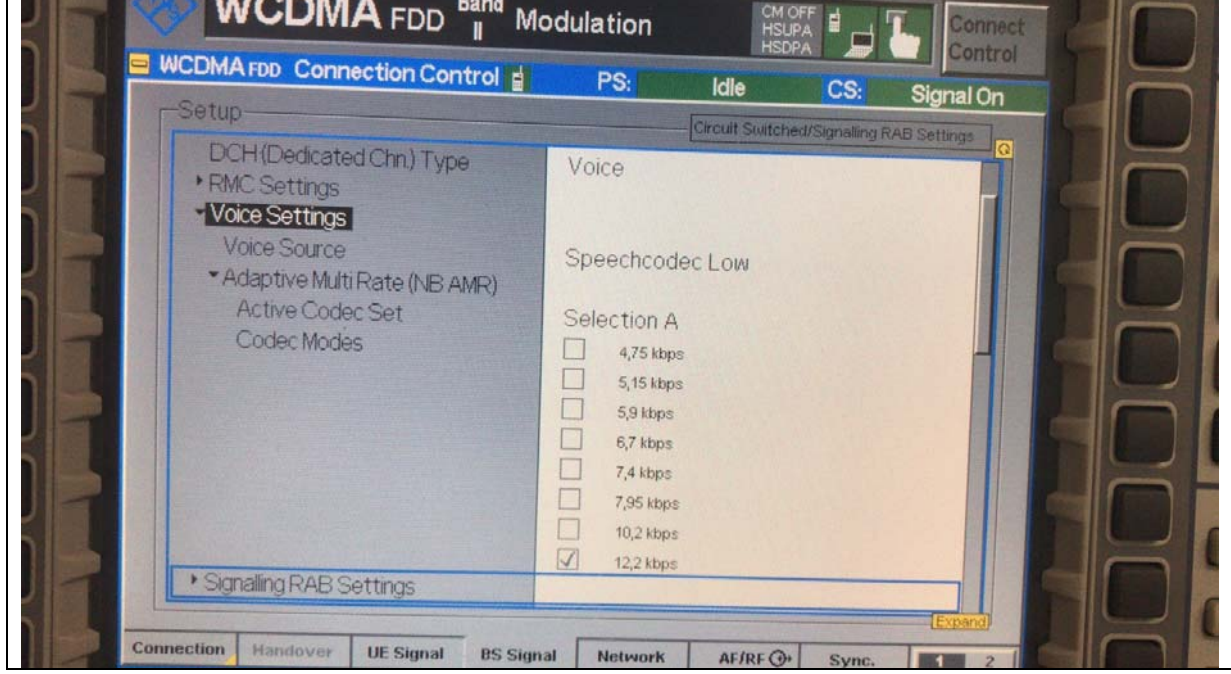 WCDMA FDD Band II Modulation
CM OFF
HSUPA
HSDPA
Connect
Control
WCDMA FDD Connection Control PS: Idle CS: Signal On
Setup
Circuit Switched/Signalling RAB Settings
DCH (Dedicated Chn.) Type Voice
RMC Settings
Voice Settings
Voice Source Speechcodec Low
Adaptive Multi Rate (NB AMR)
Active Codec Set Selection A
Codec Modes
4,75 kbps
5,15 kbps
5,9 kbps
6,7 kbps
7,4 kbps
7,95 kbps
10,2 kbps
12,2 kbps
Signalling RAB Settings
Expand
Connection Handover UE Signal BS Signal Network AF/RF Sync. 1 2